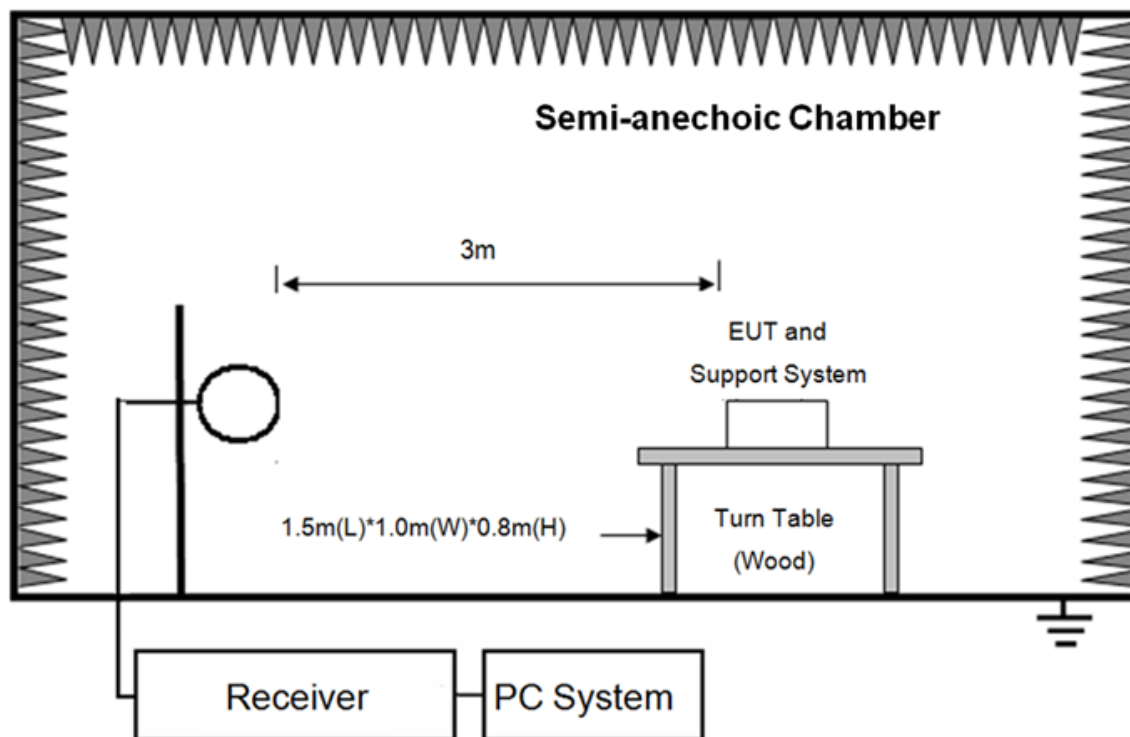 Semi-anechoic Chamber
3m
EUT and
Support System
1.5m(L)*1.0m(W)*0.8m(H)
Turn Table
(Wood)
Receiver
PC System